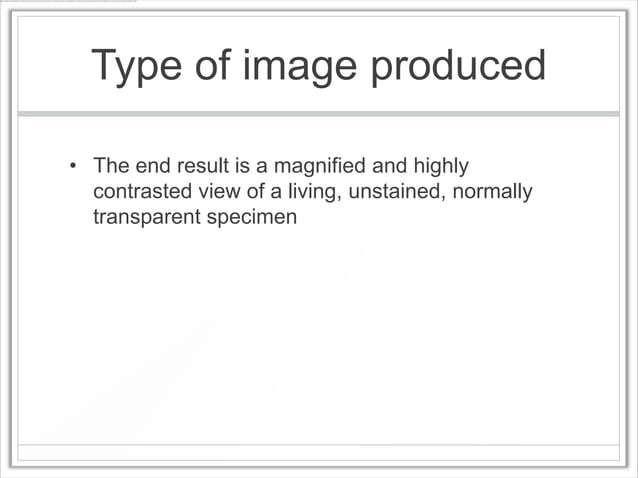 Type of image produced
• The end result is a magnified and highly
contrasted view of a living, unstained, normally
transparent specimen